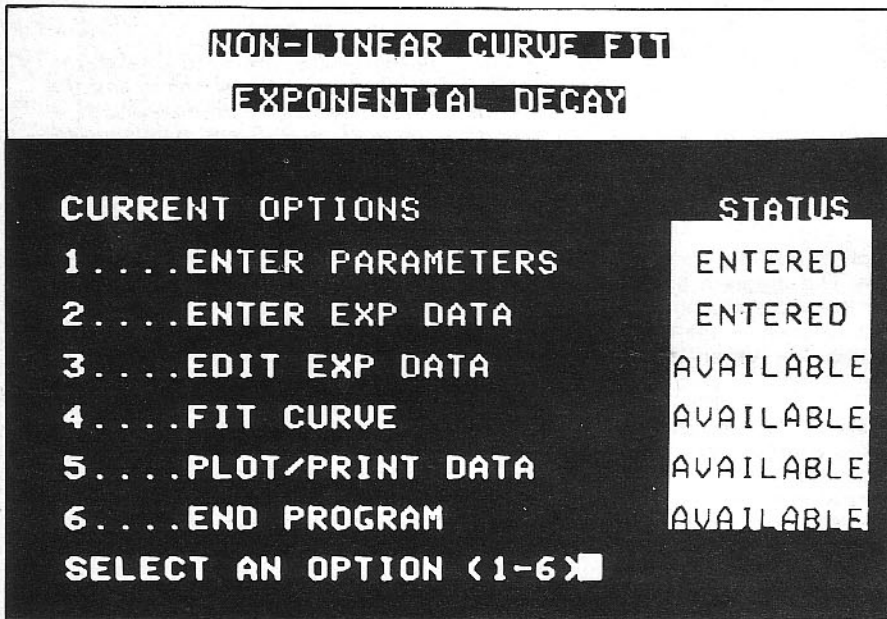 NON-LINEAR CURVE FIT
EXPONENTIAL DECAY
CURRENT OPTIONS STATUS
1....ENTER PARAMETERS ENTERED
2....ENTER EXP DATA ENTERED
3....EDIT EXP DATA AVAILABLE
4....FIT CURVE AVAILABLE
5....PLOT/PRINT DATA AVAILABLE
6....END PROGRAM AVAILABLE
SELECT AN OPTION (1-6)